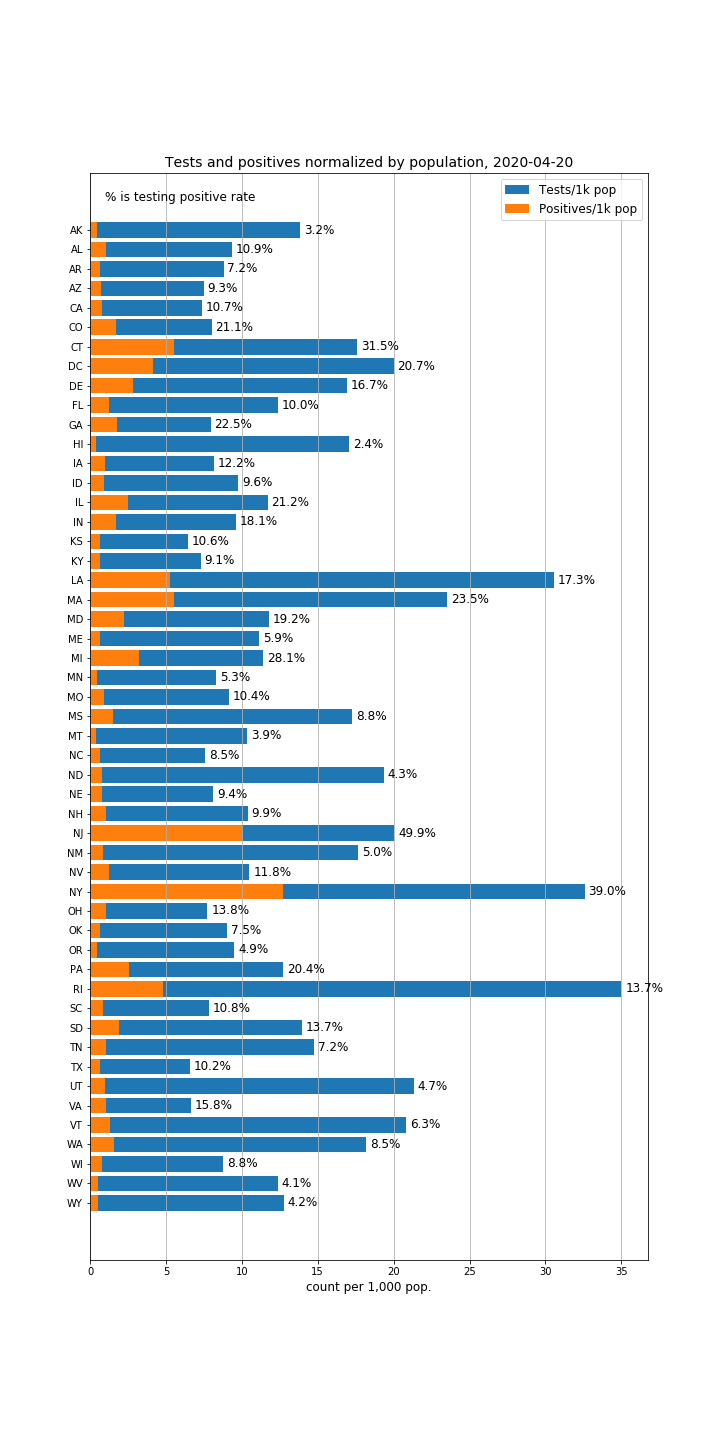 Tests and positives normalized by population, 2020-04-20
% is testing positive rate
Tests/1k pop
Positives/1k pop
AK 3.2%
AL 10.9%
AR 7.2%
AZ 9.3%
CA 10.7%
CO 21.1%
CT 31.5%
DC 20.7%
DE 16.7%
FL 10.0%
GA 22.5%
HI 2.4%
IA 12.2%
ID 9.6%
IL 21.2%
IN 18.1%
KS 10.6%
KY 9.1%
LA 17.3%
MA 23.5%
MD 19.2%
ME 5.9%
MI 28.1%
MN 5.3%
MO 10.4%
MS 8.8%
MT 3.9%
NC 8.5%
ND 4.3%
NE 9.4%
NH 9.9%
NJ 49.9%
NM 5.0%
NV 11.8%
NY 39.0%
OH 13.8%
OK 7.5%
OR 4.9%
PA 20.4%
RI 13.7%
SC 10.8%
SD 13.7%
TN 7.2%
TX 10.2%
UT 4.7%
VA 15.8%
VT 6.3%
WA 8.5%
WI 8.8%
WV 4.1%
WY 4.2%
0 5 10 15 20 25 30 35
count per 1,000 pop.